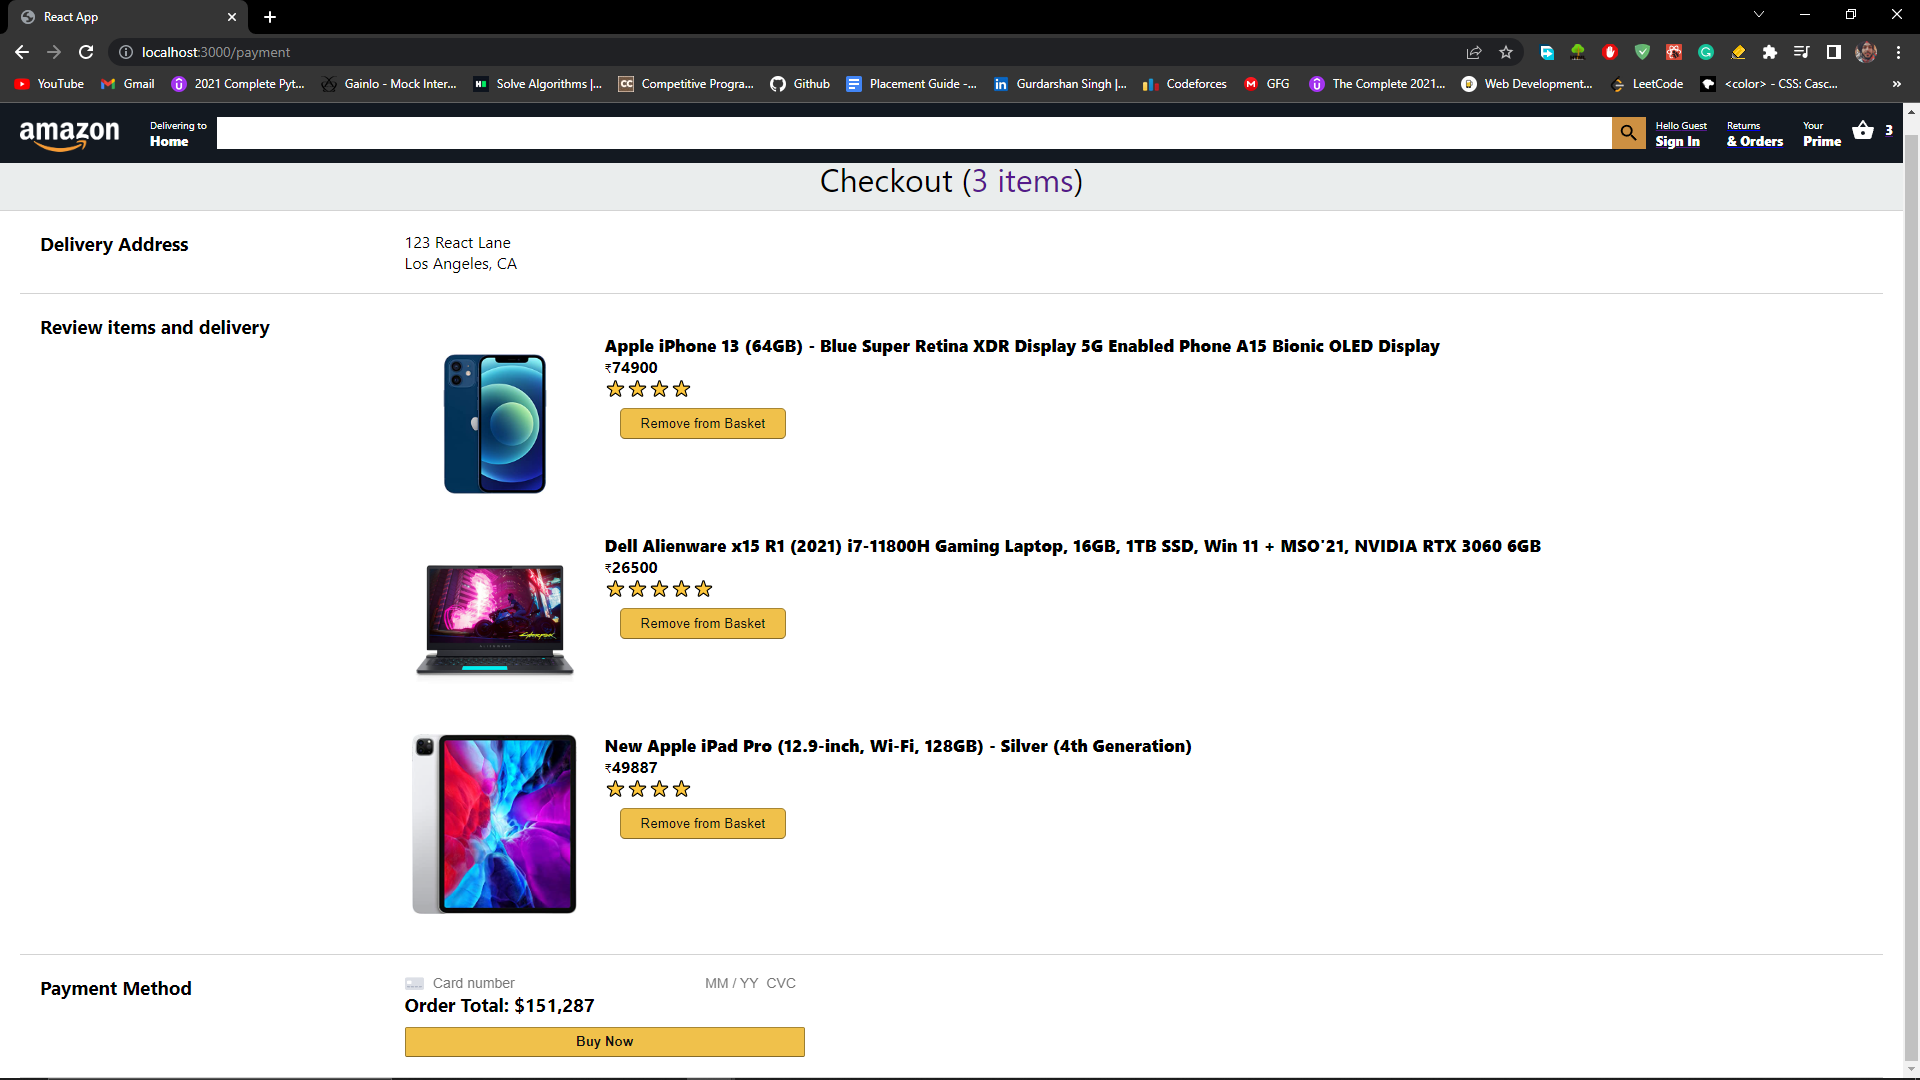 React App
localhost:3000/payment
YouTube Gmail 2021 Complete Pyt... Gainlo - Mock Inter... Solve Algorithms |... Competitive Progra... Github Placement Guide -... Gurdarshan Singh |... Codeforces GFG The Complete 2021... Web Development... LeetCode <color> - CSS: Casc... »
amazon
Delivering to
Home
Hello Guest
Sign In
Returns
& Orders
Your
Prime
3
Checkout (3 items)
Delivery Address
123 React Lane
Los Angeles, CA
Review items and delivery
Apple iPhone 13 (64GB) - Blue Super Retina XDR Display 5G Enabled Phone A15 Bionic OLED Display
₹74900
Remove from Basket
Dell Alienware x15 R1 (2021) i7-11800H Gaming Laptop, 16GB, 1TB SSD, Win 11 + MSO'21, NVIDIA RTX 3060 6GB
₹26500
Remove from Basket
New Apple iPad Pro (12.9-inch, Wi-Fi, 128GB) - Silver (4th Generation)
₹49887
Remove from Basket
Payment Method
Card number MM / YY CVC
Order Total: $151,287
Buy Now